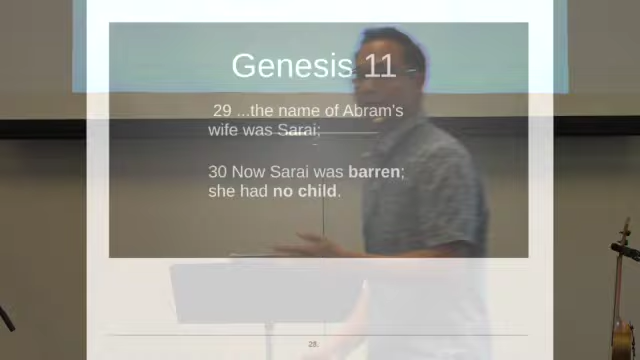 Genesis 11
29 ...the name of Abram's
wife was Sarai;
30 Now Sarai was barren;
she had no child.
28.